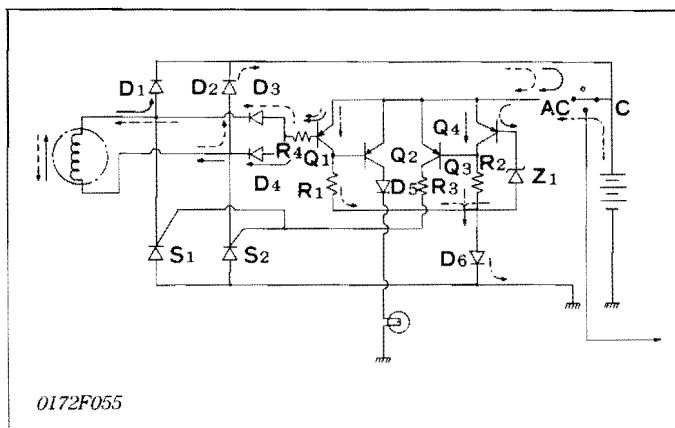 D1 D2 D3
AC C
Q4
R4 Q1 Q2 Q3 R2
D4 R1 D5 R3 Z1
S1 S2 D6
0172F055